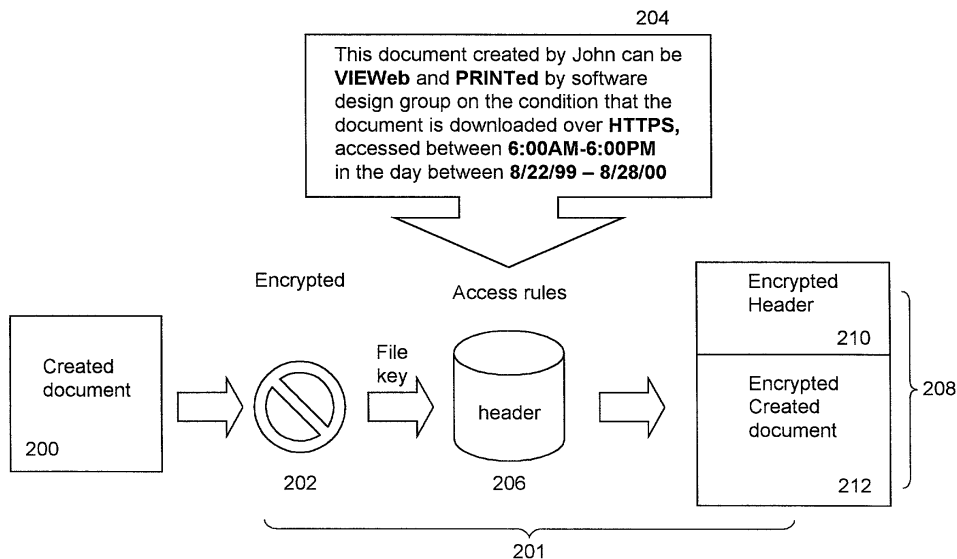 204
This document created by John can be
VIEWeb and PRINTed by software
design group on the condition that the
document is downloaded over HTTPS,
accessed between 6:00AM-6:00PM
in the day between 8/22/99 – 8/28/00
Encrypted
Access rules
Created
document
200
202
File
key
header
206
Encrypted
Header
210
Encrypted
Created
document
212
208
201